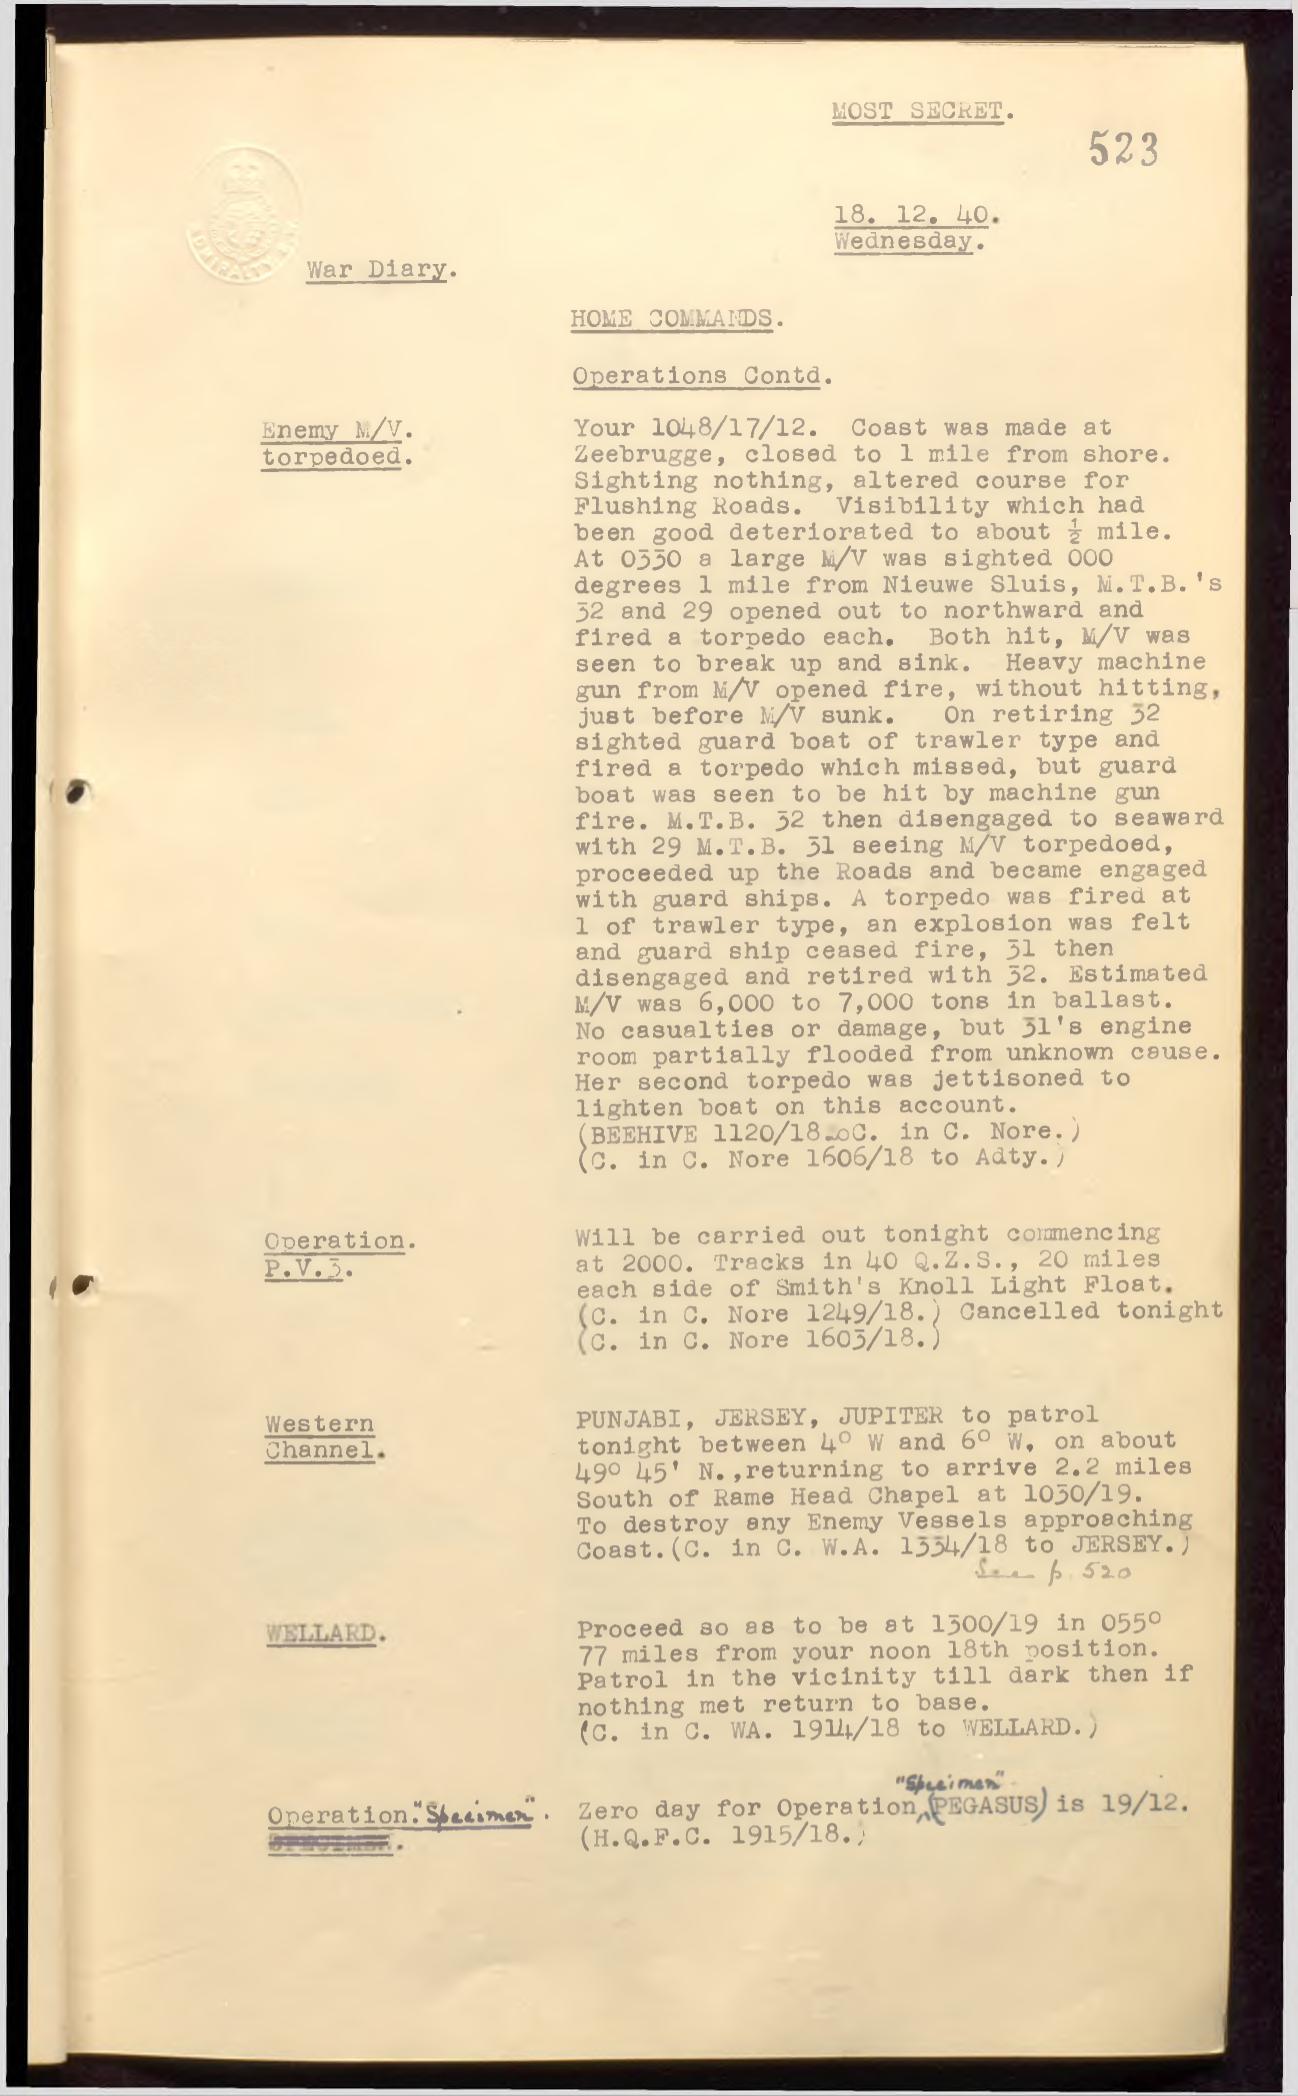 MOST SECRET.
523
18. 12. 40.
Wednesday.
War Diary.
HOME COMMANDS.
Operations Contd.
Enemy M/V.
torpedoed.
Your 1048/17/12. Coast was made at
Zeebrugge, closed to 1 mile from shore.
Sighting nothing, altered course for
Flushing Roads. Visibility which had
been good deteriorated to about ½ mile.
At 0330 a large M/V was sighted 000
degrees 1 mile from Nieuwe Sluis, M.T.B.'s
32 and 29 opened out to northward and
fired a torpedo each. Both hit, M/V was
seen to break up and sink. Heavy machine
gun from M/V opened fire, without hitting,
just before M/V sunk. On retiring 32
sighted guard boat of trawler type and
fired a torpedo which missed, but guard
boat was seen to be hit by machine gun
fire. M.T.B. 32 then disengaged to seaward
with 29 M.T.B. 31 seeing M/V torpedoed,
proceeded up the Roads and became engaged
with guard ships. A torpedo was fired at
1 of trawler type, an explosion was felt
and guard ship ceased fire, 31 then
disengaged and retired with 32. Estimated
M/V was 6,000 to 7,000 tons in ballast.
No casualties or damage, but 31's engine
room partially flooded from unknown cause.
Her second torpedo was jettisoned to
lighten boat on this account.
(BEEHIVE 1120/18 C. in C. Nore.)
(C. in C. Nore 1606/18 to Adty.)
Operation.
P.V.3.
Will be carried out tonight commencing
at 2000. Tracks in 40 Q.Z.S., 20 miles
each side of Smith's Knoll Light Float.
(C. in C. Nore 1249/18.) Cancelled tonight
(C. in C. Nore 1603/18.)
Western
Channel.
PUNJABI, JERSEY, JUPITER to patrol
tonight between 4° W and 6° W, on about
49° 45' N.,returning to arrive 2.2 miles
South of Rame Head Chapel at 1030/19.
To destroy any Enemy Vessels approaching
Coast.(C. in C. W.A. 1334/18 to JERSEY.)
See p. 520
WELLARD.
Proceed so as to be at 1300/19 in 055°
77 miles from your noon 18th position.
Patrol in the vicinity till dark then if
nothing met return to base.
(C. in C. WA. 1914/18 to WELLARD.)
Operation "Specimen".
SPECIMEN.
Zero day for Operation "Specimen" (PEGASUS) is 19/12.
(H.Q.F.C. 1915/18.)